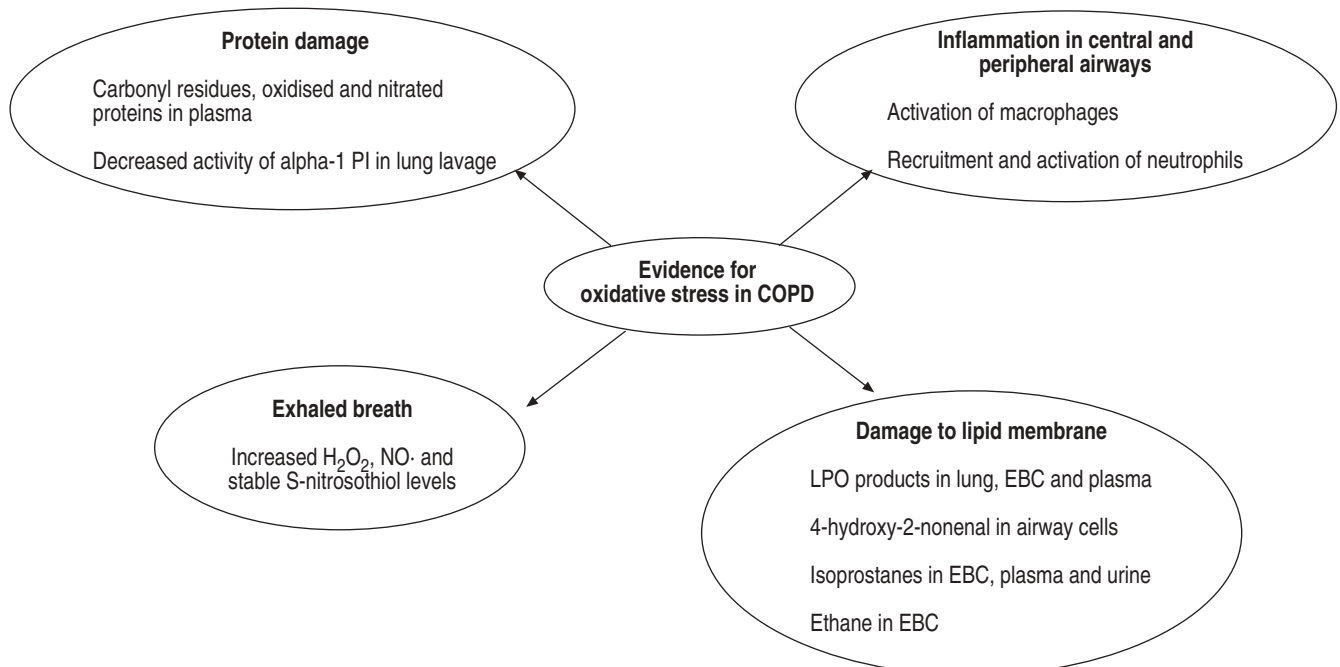 Protein damage
Carbonyl residues, oxidised and nitrated
proteins in plasma
Decreased activity of alpha-1 PI in lung lavage
Inflammation in central and
peripheral airways
Activation of macrophages
Recruitment and activation of neutrophils
Evidence for
oxidative stress in COPD
Exhaled breath
Increased H₂O₂, NO· and
stable S-nitrosothiol levels
Damage to lipid membrane
LPO products in lung, EBC and plasma
4-hydroxy-2-nonenal in airway cells
Isoprostanes in EBC, plasma and urine
Ethane in EBC